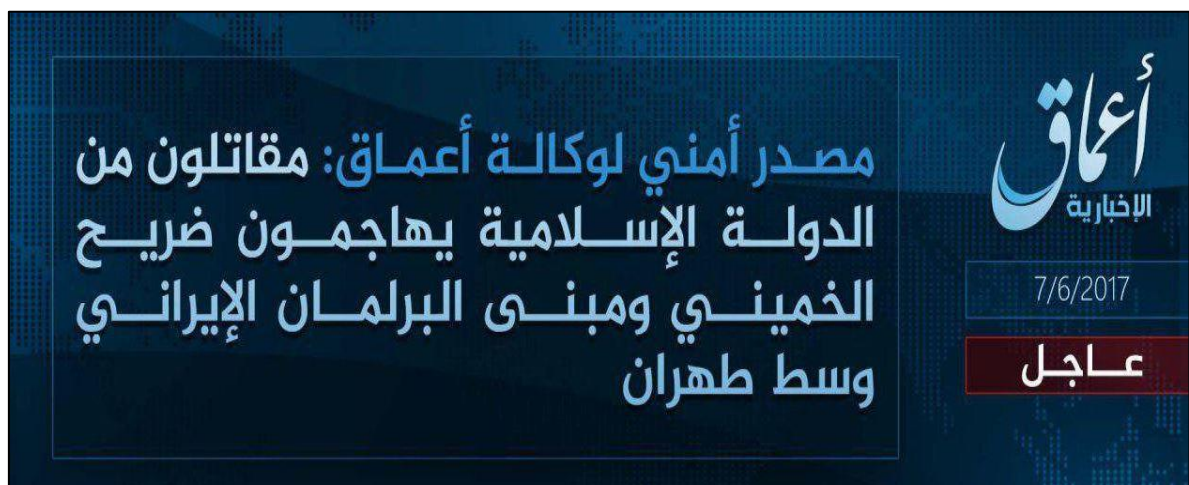 مصدر أمني لوكالة أعماق: مقاتلون من
الدولة الإسلامية يهاجمون ضريح
الخميني ومبنى البرلمان الإيراني
وسط طهران
أعماق
الإخبارية
7/6/2017
عاجل